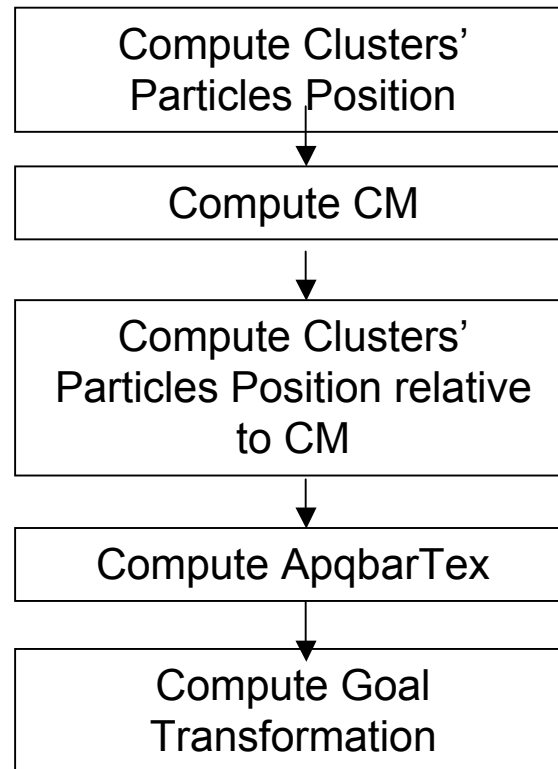 Compute Clusters’
Particles Position
Compute CM
Compute Clusters’
Particles Position relative
to CM
Compute ApqbarTex
Compute Goal
Transformation